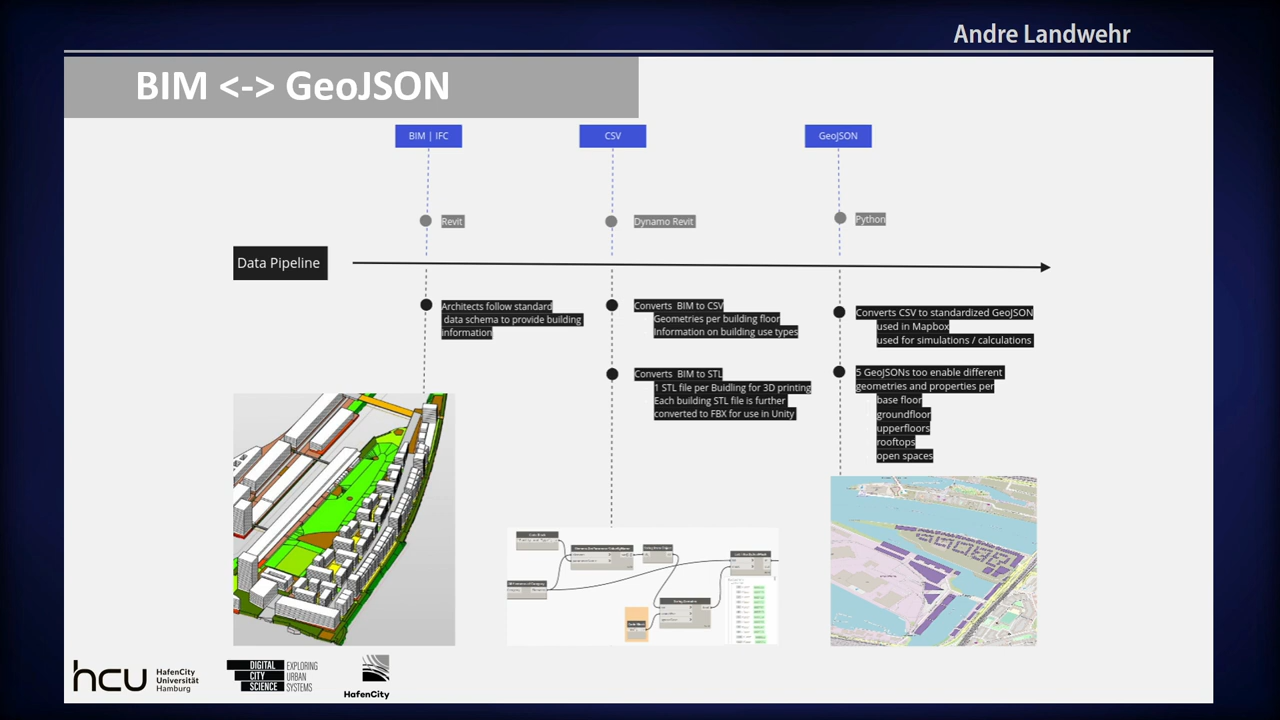 Andre Landwehr
BIM <-> GeoJSON
BIM | IFC
CSV
GeoJSON
Revit
Dynamo Revit
Python
Data Pipeline
Architects follow standard
data schema to provide building
information
Converts BIM to CSV
Geometries per building floor
Information on building use types
Converts BIM to STL
1 STL file per Buidling for 3D printing
Each building STL file is further
converted to FBX for use in Unity
Converts CSV to standardized GeoJSON
used in Mapbox
used for simulations / calculations
5 GeoJSONs too enable different
geometries and properties per
base floor
groundfloor
upperfloors
rooftops
open spaces
hcu
HafenCity
Universität
Hamburg
DIGITAL
CITY
SCIENCE
EXPLORING
URBAN
SYSTEMS
HafenCity